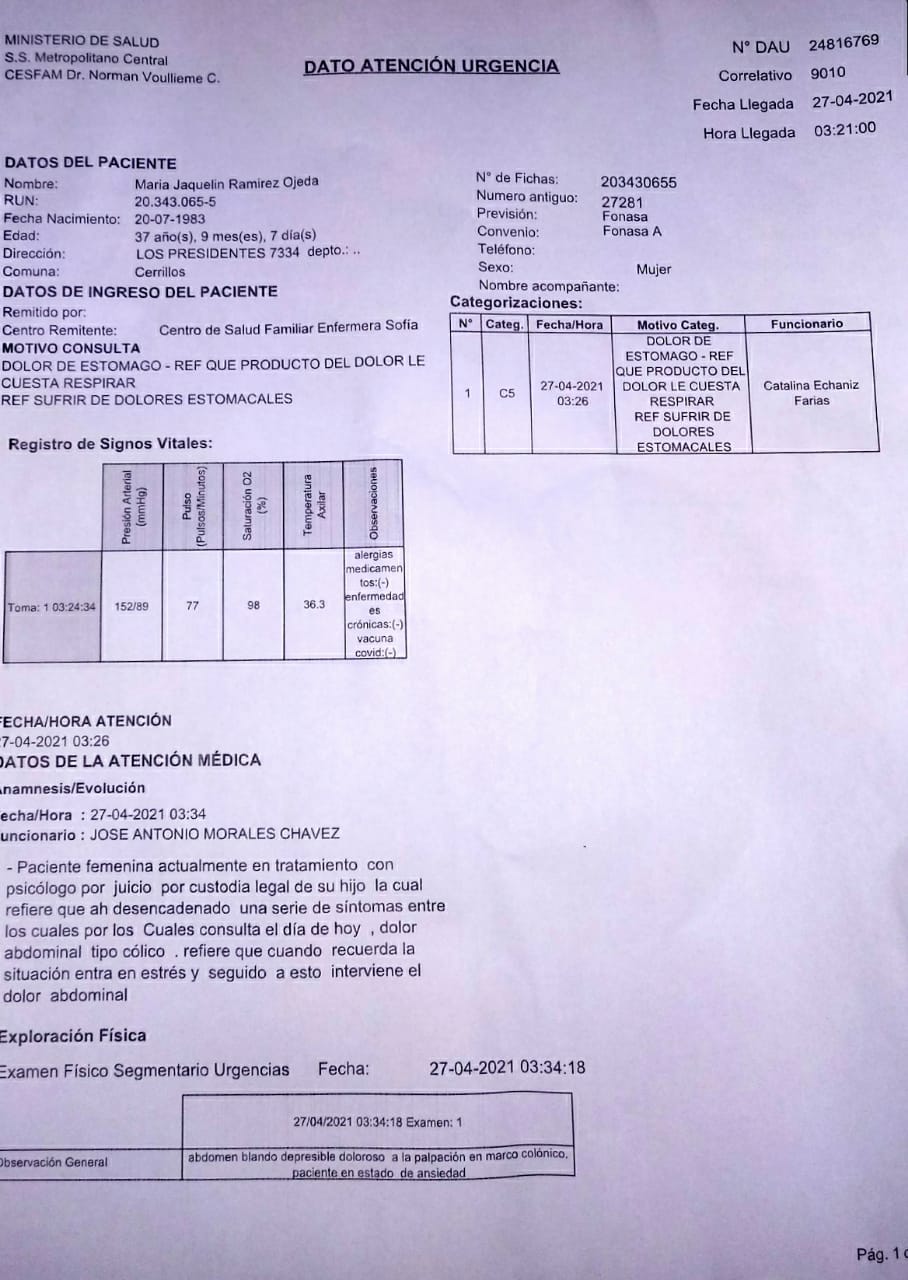 MINISTERIO DE SALUD
S.S. Metropolitano Central
CESFAM Dr. Norman Voullieme C.
DATO ATENCIÓN URGENCIA
N° DAU 24816769
Correlativo 9010
Fecha Llegada 27-04-2021
Hora Llegada 03:21:00
DATOS DEL PACIENTE
Nombre: Maria Jaquelin Ramirez Ojeda
RUN: 20.343.065-5
Fecha Nacimiento: 20-07-1983
Edad: 37 año(s), 9 mes(es), 7 día(s)
Dirección: LOS PRESIDENTES 7334 depto.: ..
Comuna: Cerrillos
N° de Fichas: 203430655
Numero antiguo: 27281
Previsión: Fonasa
Convenio: Fonasa A
Teléfono:
Sexo: Mujer
Nombre acompañante:
DATOS DE INGRESO DEL PACIENTE
Remitido por:
Centro Remitente: Centro de Salud Familiar Enfermera Sofía
MOTIVO CONSULTA
DOLOR DE ESTOMAGO - REF QUE PRODUCTO DEL DOLOR LE
CUESTA RESPIRAR
REF SUFRIR DE DOLORES ESTOMACALES
Categorizaciones:
N° Categ. Fecha/Hora Motivo Categ. Funcionario
1 C5 27-04-2021 03:26
DOLOR DE
ESTOMAGO - REF
QUE PRODUCTO DEL
DOLOR LE CUESTA
RESPIRAR
REF SUFRIR DE
DOLORES
ESTOMACALES
Catalina Echaniz
Farias
Registro de Signos Vitales:
Presión Arterial (mmHg)
Pulso (Pulsos/Minutos)
Saturación O2 (%)
Temperatura Axilar
Observaciones
Toma: 1 03:24:34 152/89 77 98 36.3
alergias
medicamen
tos:(-)
enfermedad
es
crónicas:(-)
vacuna
covid:(-)
FECHA/HORA ATENCIÓN
27-04-2021 03:26
DATOS DE LA ATENCIÓN MÉDICA
Anamnesis/Evolución
Fecha/Hora : 27-04-2021 03:34
Funcionario : JOSE ANTONIO MORALES CHAVEZ
- Paciente femenina actualmente en tratamiento con
psicólogo por juicio por custodia legal de su hijo la cual
refiere que ah desencadenado una serie de síntomas entre
los cuales por los Cuales consulta el día de hoy , dolor
abdominal tipo cólico . refiere que cuando recuerda la
situación entra en estrés y seguido a esto interviene el
dolor abdominal
Exploración Física
Examen Físico Segmentario Urgencias Fecha: 27-04-2021 03:34:18
27/04/2021 03:34:18 Examen: 1
Observación General
abdomen blando depresible doloroso a la palpación en marco colónico,
paciente en estado de ansiedad
Pág. 1